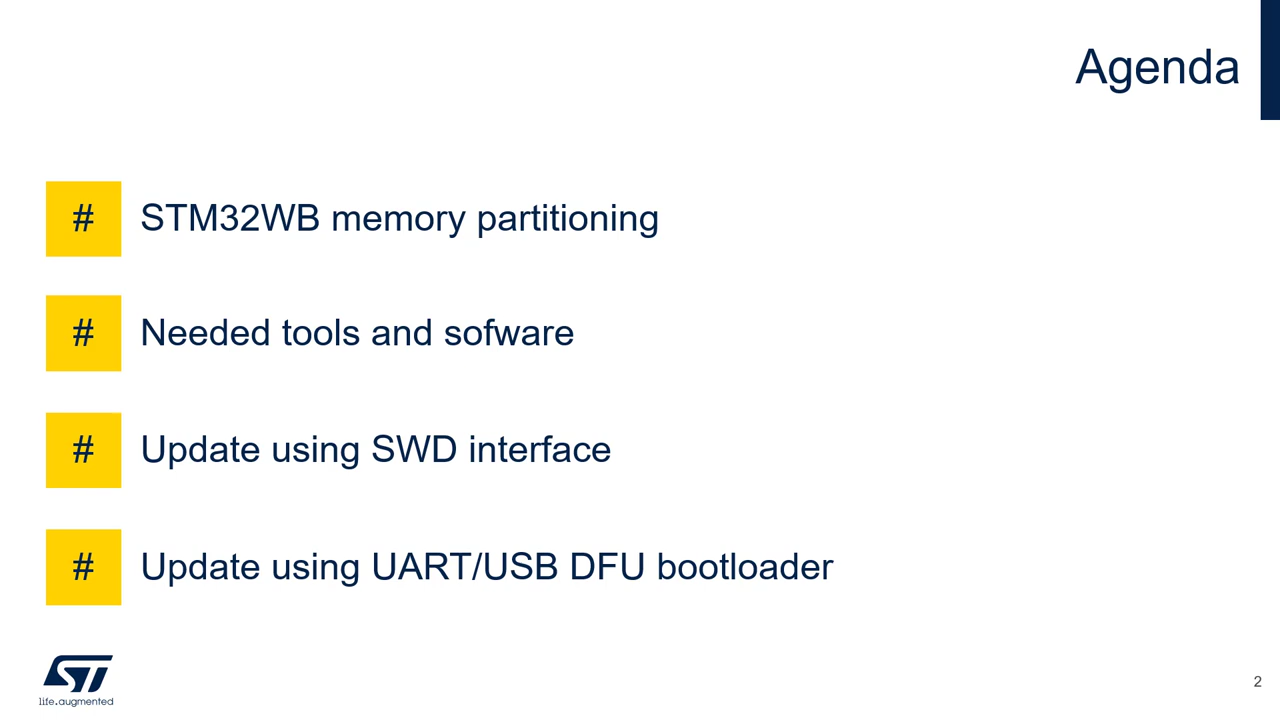 Agenda
# STM32WB memory partitioning
# Needed tools and sofware
# Update using SWD interface
# Update using UART/USB DFU bootloader
ST
life.augmented
2